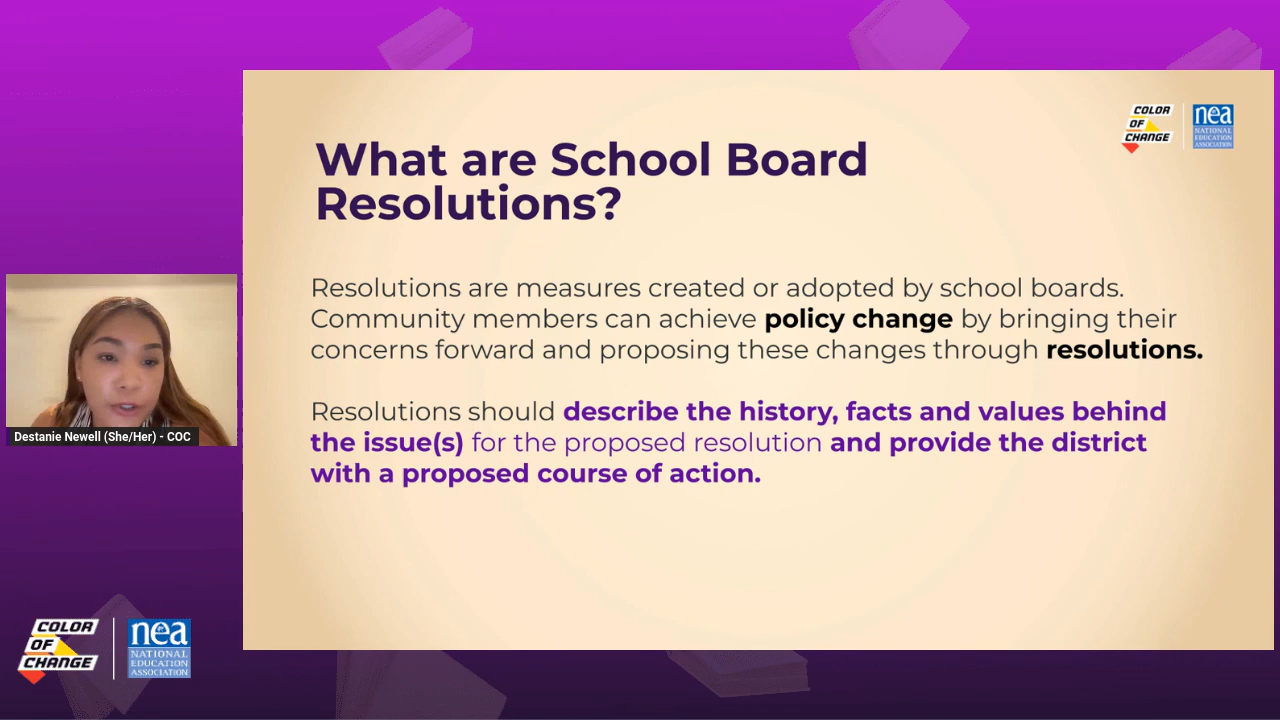 COLOR
OF
CHANGE
nea
NATIONAL
EDUCATION
ASSOCIATION
What are School Board
Resolutions?
Resolutions are measures created or adopted by school boards.
Community members can achieve policy change by bringing their
concerns forward and proposing these changes through resolutions.
Resolutions should describe the history, facts and values behind
the issue(s) for the proposed resolution and provide the district
with a proposed course of action.
Destanie Newell (She/Her) - COC
COLOR
OF
CHANGE
nea
NATIONAL
EDUCATION
ASSOCIATION